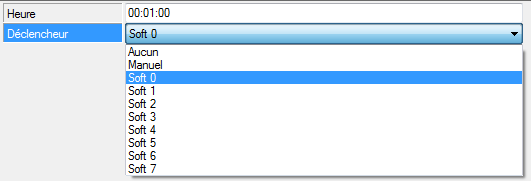 Heure 00:01:00
Déclencheur Soft 0
Aucun
Manuel
Soft 0
Soft 1
Soft 2
Soft 3
Soft 4
Soft 5
Soft 6
Soft 7